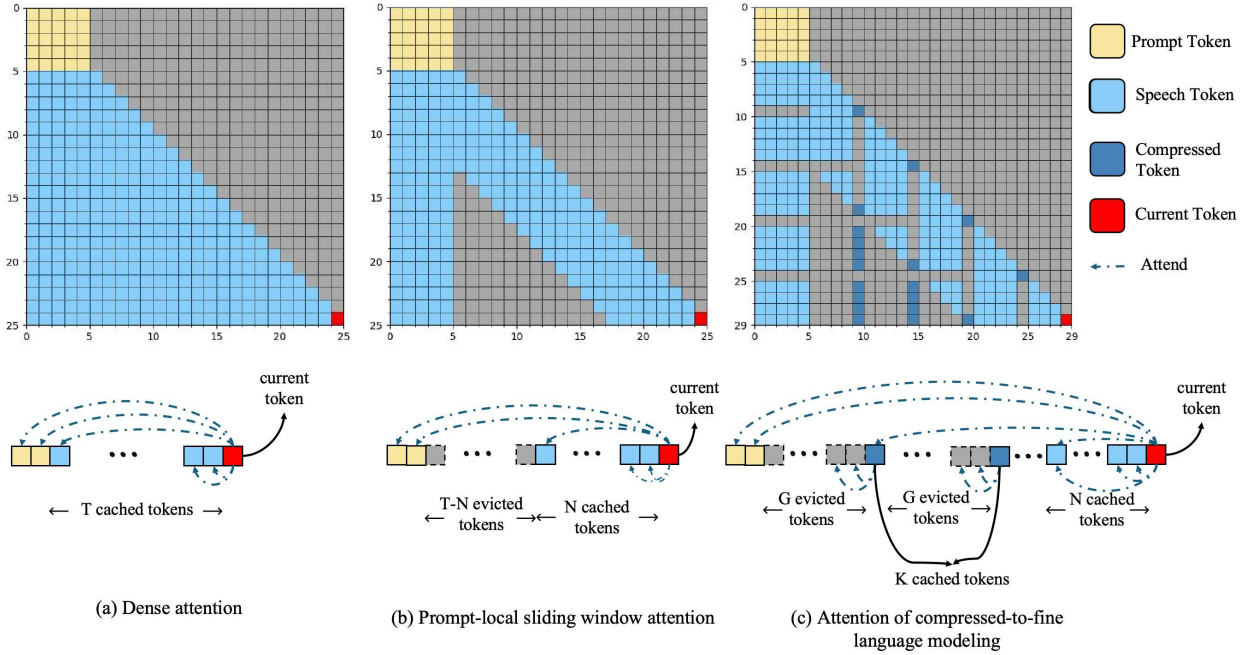 0
5
10
15
20
25
0
5
10
15
20
25
0
5
10
15
20
25
0
5
10
15
20
25
0
5
10
15
20
25
29
0
5
10
15
20
25
29
Prompt Token
Speech Token
Compressed
Token
Current Token
Attend
current
token
T cached tokens
(a) Dense attention
current
token
T-N evicted
tokens
N cached
tokens
(b) Prompt-local sliding window attention
current
token
G evicted
tokens
G evicted
tokens
N cached
tokens
K cached tokens
(c) Attention of compressed-to-fine
language modeling